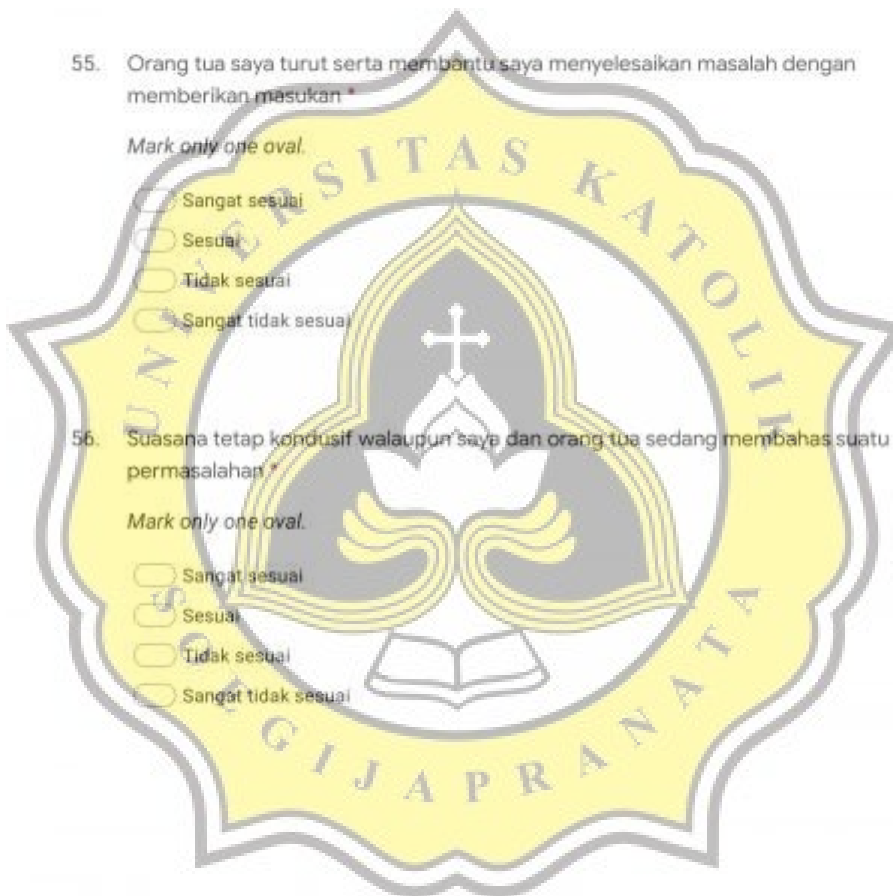 55. Orang tua saya turut serta membantu saya menyelesaikan masalah dengan
memberikan masukan *
Mark only one oval.
Sangat sesuai
Sesuai
Tidak sesuai
Sangat tidak sesuai
56. Suasana tetap kondusif walaupun saya dan orang tua sedang membahas suatu
permasalahan *
Mark only one oval.
Sangat sesuai
Sesuai
Tidak sesuai
Sangat tidak sesuai
UNIVERSITAS KATOLIK
SOEGIJAPRANATA